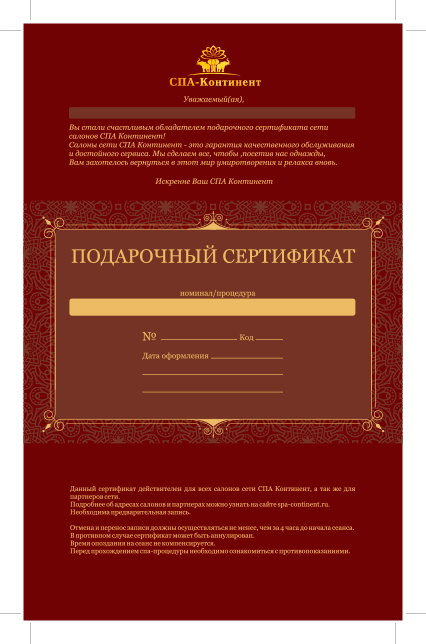 СПА-Континент
Уважаемый(ая),
Вы стали счастливым обладателем подарочного сертификата сети
салонов СПА Континент!
Салоны сети СПА Континент - это гарантия качественного обслуживания
и достойного сервиса. Мы сделаем все, чтобы ,посетив нас однажды,
Вам захотелось вернуться в этот мир умиротворения и релакса вновь.
Искренне Ваш СПА Континент
ПОДАРОЧНЫЙ СЕРТИФИКАТ
номинал/процедура
№ Код
Дата оформления
Данный сертификат действителен для всех салонов сети СПА Континент, а так же для
партнеров сети.
Подробнее об адресах салонов и партнерах можно узнать на сайте spa-continent.ru.
Необходима предварительная запись.
Отмена и перенос записи должны осуществляться не менее, чем за 4 часа до начала сеанса.
В противном случае сертификат может быть аннулирован.
Время опоздания на сеанс не компенсируется.
Перед прохождением спа-процедуры необходимо ознакомиться с противопоказаниями.